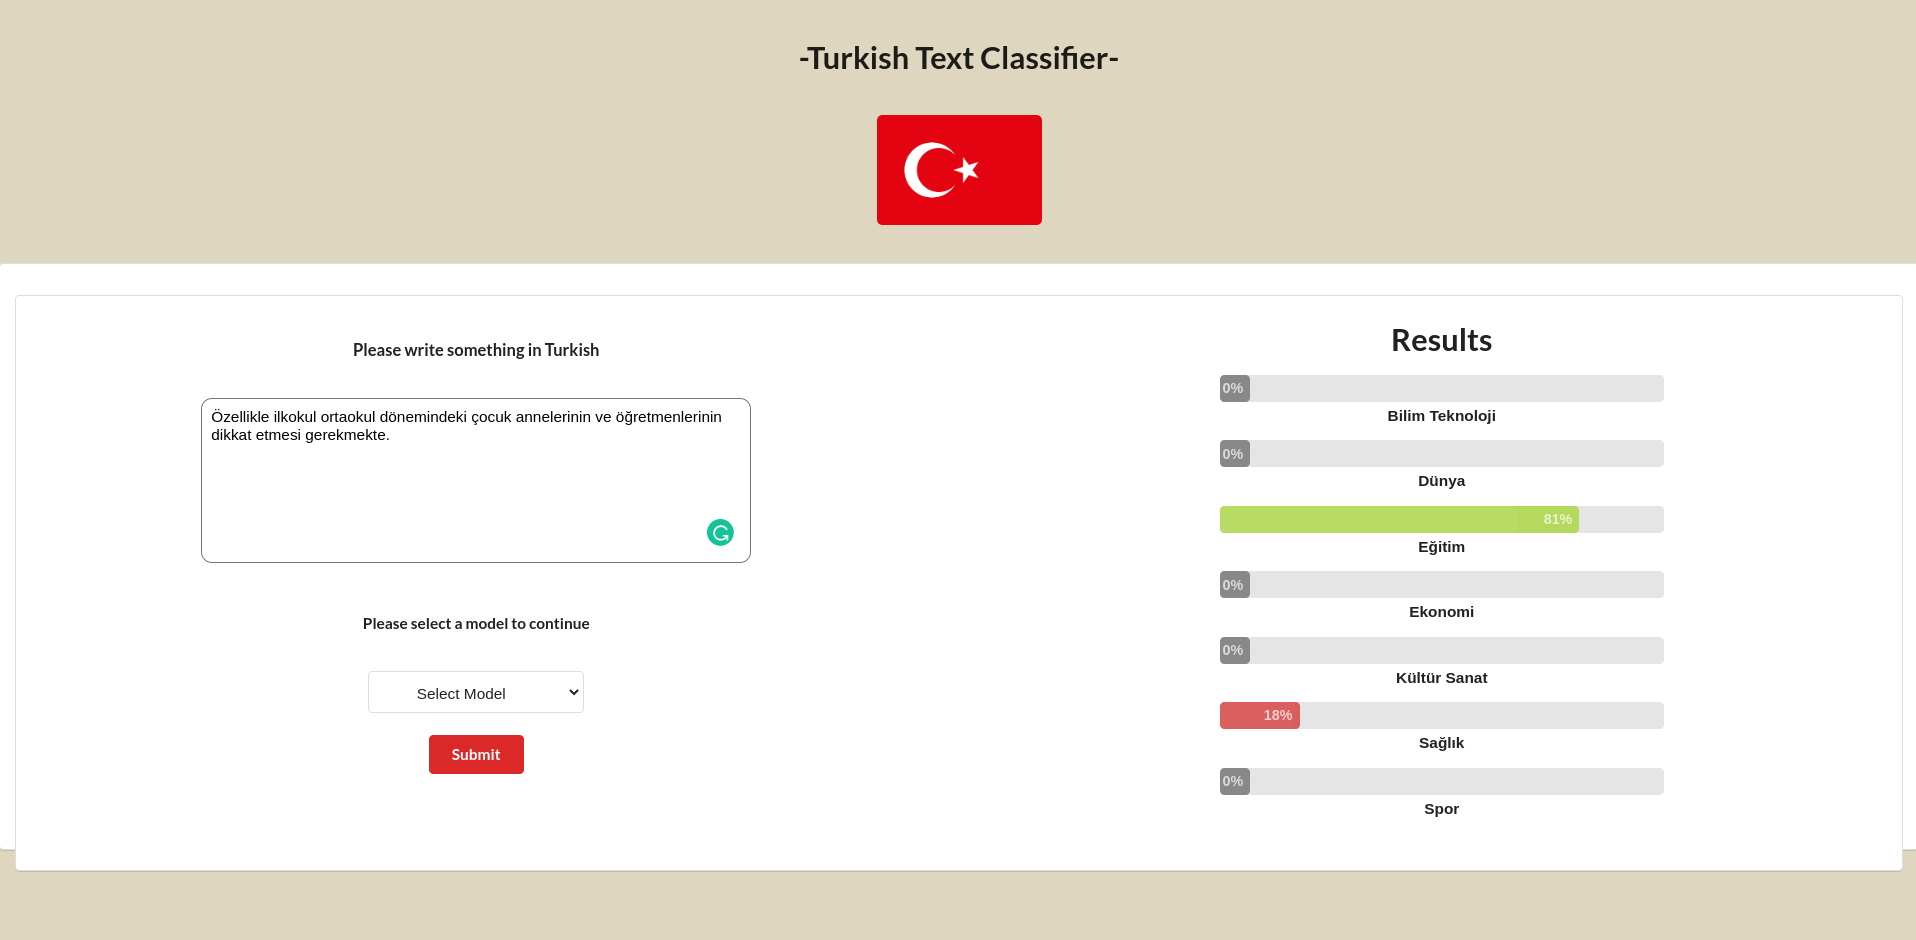 -Turkish Text Classifier-
Please write something in Turkish
Özellikle ilkokul ortaokul dönemindeki çocuk annelerinin ve öğretmenlerinin
dikkat etmesi gerekmekte.
Please select a model to continue
Select Model
Submit
Results
0%
Bilim Teknoloji
0%
Dünya
81%
Eğitim
0%
Ekonomi
0%
Kültür Sanat
18%
Sağlık
0%
Spor